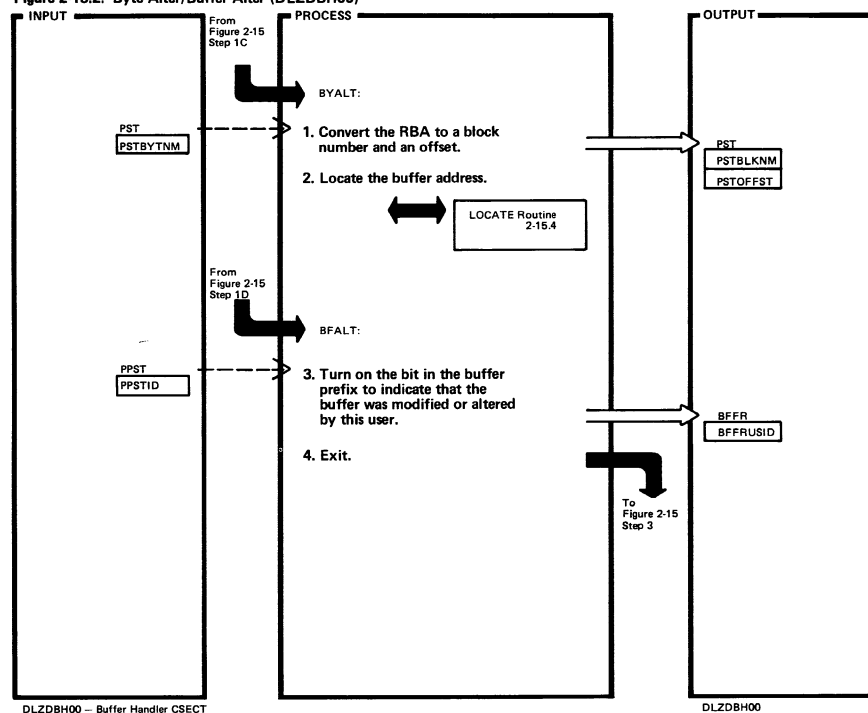 Figure 2-15.2. Byte Alter/Buffer Alter (DLZDBH00)
INPUT
From
Figure 2-15
Step 1C
PROCESS
OUTPUT
BYALT:
PST
PSTBYTNM
1. Convert the RBA to a block
number and an offset.
PST
PSTBLKNM
PSTOFFST
2. Locate the buffer address.
LOCATE Routine
2-15.4
From
Figure 2-15
Step 1D
BFALT:
PPST
PPSTID
3. Turn on the bit in the buffer
prefix to indicate that the
buffer was modified or altered
by this user.
BFFR
BFFRUSID
4. Exit.
To
Figure 2-15
Step 3
DLZDBH00 – Buffer Handler CSECT
DLZDBH00